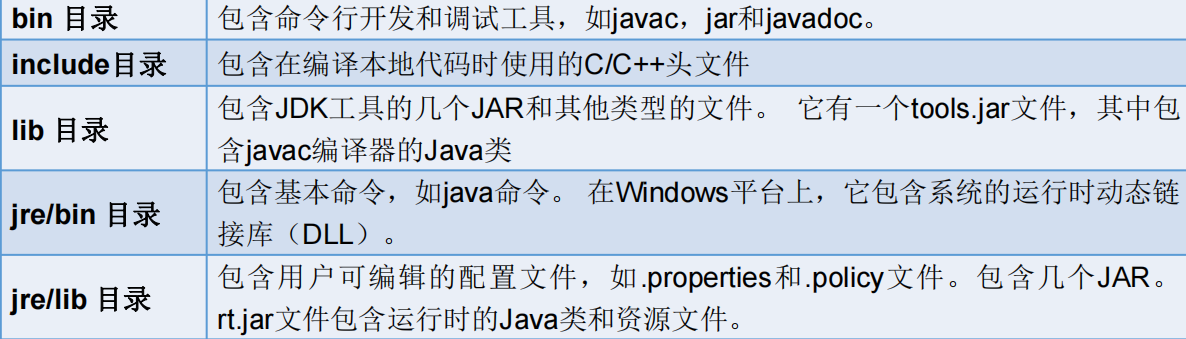 bin 目录
包含命令行开发和调试工具，如javac，jar和javadoc。
include目录
包含在编译本地代码时使用的C/C++头文件
lib 目录
包含JDK工具的几个JAR和其他类型的文件。 它有一个tools.jar文件，其中包
含javac编译器的Java类
jre/bin 目录
包含基本命令，如java命令。 在Windows平台上，它包含系统的运行时动态链
接库（DLL）。
jre/lib 目录
包含用户可编辑的配置文件，如.properties和.policy文件。包含几个JAR。
rt.jar文件包含运行时的Java类和资源文件。